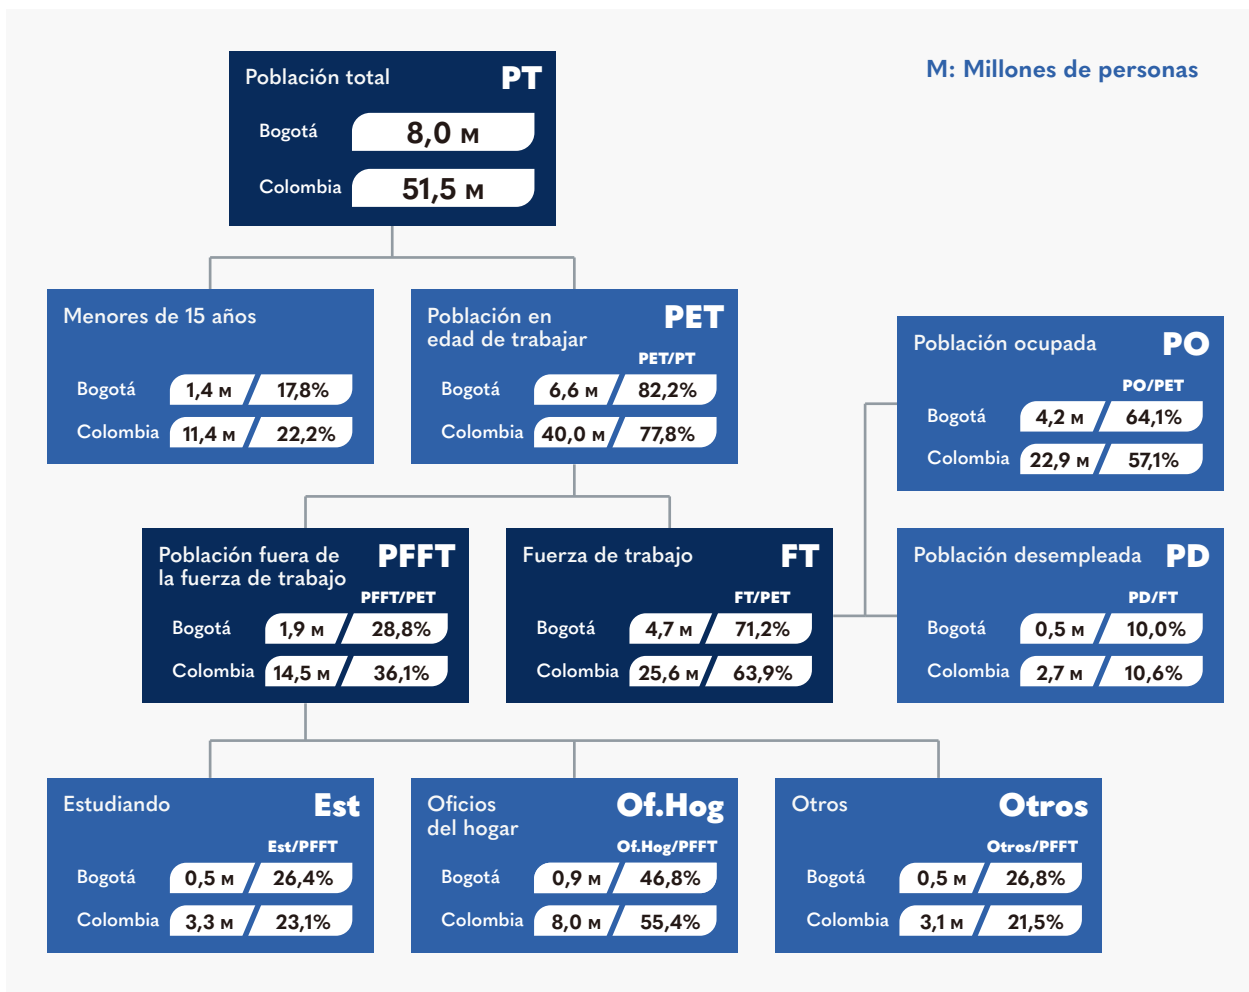 Población total PT
M: Millones de personas
Bogotá 8,0 M
Colombia 51,5 M
Menores de 15 años
Bogotá 1,4 M 17,8%
Colombia 11,4 M 22,2%
Población en PET
edad de trabajar
PET/PT
Bogotá 6,6 M 82,2%
Colombia 40,0 M 77,8%
Población ocupada PO
PO/PET
Bogotá 4,2 M 64,1%
Colombia 22,9 M 57,1%
Población fuera de PFFT
la fuerza de trabajo
PFFT/PET
Bogotá 1,9 M 28,8%
Colombia 14,5 M 36,1%
Fuerza de trabajo FT
FT/PET
Bogotá 4,7 M 71,2%
Colombia 25,6 M 63,9%
Población desempleada PD
PD/FT
Bogotá 0,5 M 10,0%
Colombia 2,7 M 10,6%
Estudiando Est
Est/PFFT
Bogotá 0,5 M 26,4%
Colombia 3,3 M 23,1%
Oficios Of.Hog
del hogar
Of.Hog/PFFT
Bogotá 0,9 M 46,8%
Colombia 8,0 M 55,4%
Otros Otros
Otros/PFFT
Bogotá 0,5 M 26,8%
Colombia 3,1 M 21,5%